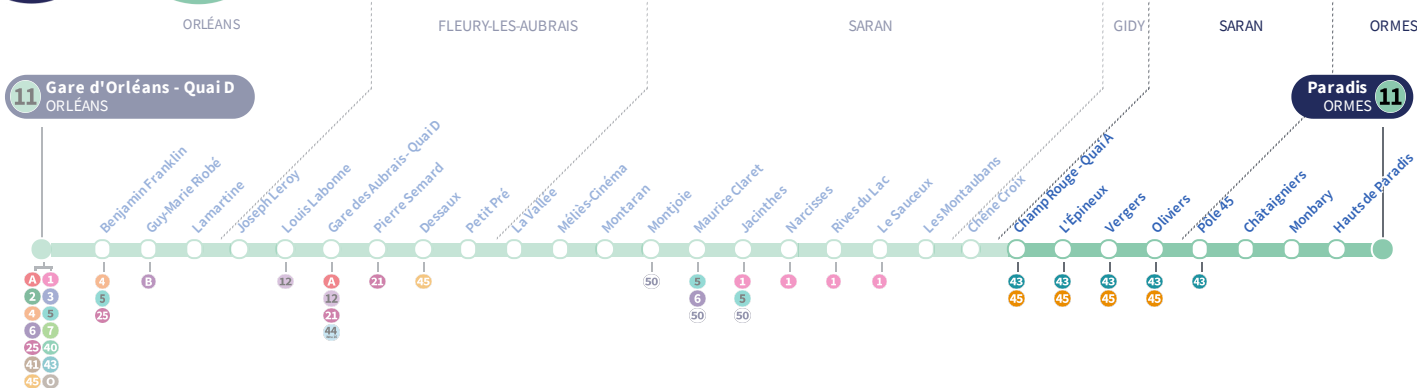 ORLÉANS
FLEURY-LES-AUBRAIS
SARAN
GIDY
SARAN
ORMES
11 Gare d'Orléans - Quai D
ORLÉANS
Paradis 11
ORMES
Benjamin Franklin
Guy-Marie Riobé
Lamartine
Joseph Leroy
Louis Labonne
Gare des Aubrais - Quai D
Pierre Semard
Dessaux
Petit Pré
La Vallée
Méliès-Cinéma
Montaran
Montjoie
Maurice Claret
Jacinthes
Narcisses
Rives du Lac
Le Sauceux
Les Montaubans
Chêne Croix
Champ Rouge - Quai A
L'Épineux
Vergers
Oliviers
Pôle 45
Châtaigniers
Monbary
Hauts de Paradis
A 1
2 3
4 5
6 7
25 40
41 43
45 O
4
5
25
B
12
A
12
21
44
21
45
50
5
6
50
1
5
50
1
1
1
43
45
43
45
43
45
43
45
43